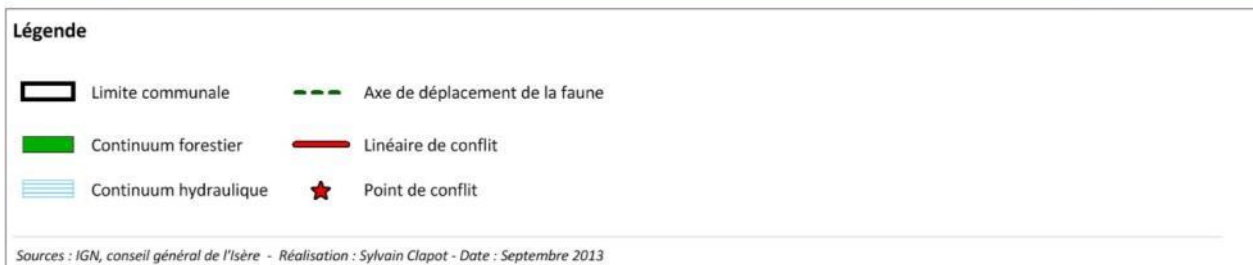 Légende
Limite communale
Axe de déplacement de la faune
Continuum forestier
Linéaire de conflit
Continuum hydraulique
Point de conflit
Sources : IGN, conseil général de l'Isère - Réalisation : Sylvain Clapot - Date : Septembre 2013